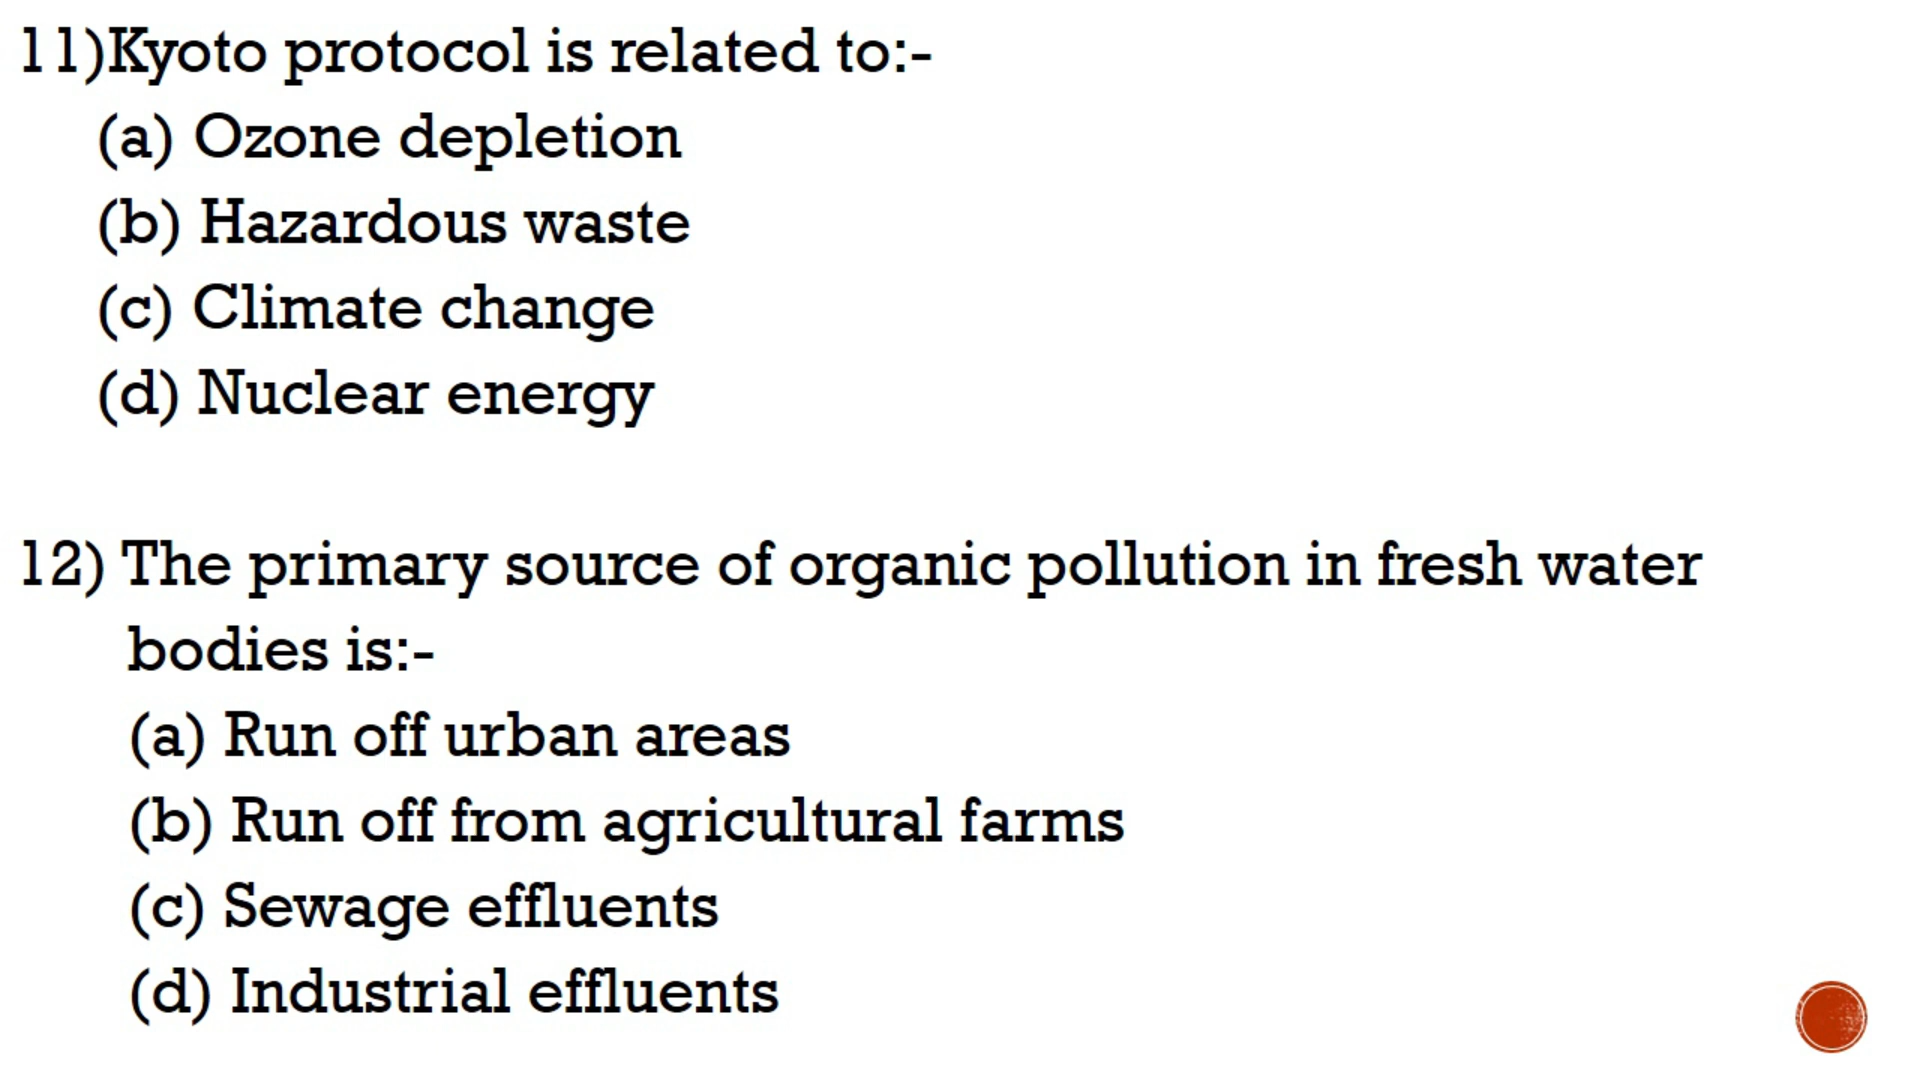 11)Kyoto protocol is related to:-
(a) Ozone depletion
(b) Hazardous waste
(c) Climate change
(d) Nuclear energy
12) The primary source of organic pollution in fresh water
bodies is:-
(a) Run off urban areas
(b) Run off from agricultural farms
(c) Sewage effluents
(d) Industrial effluents